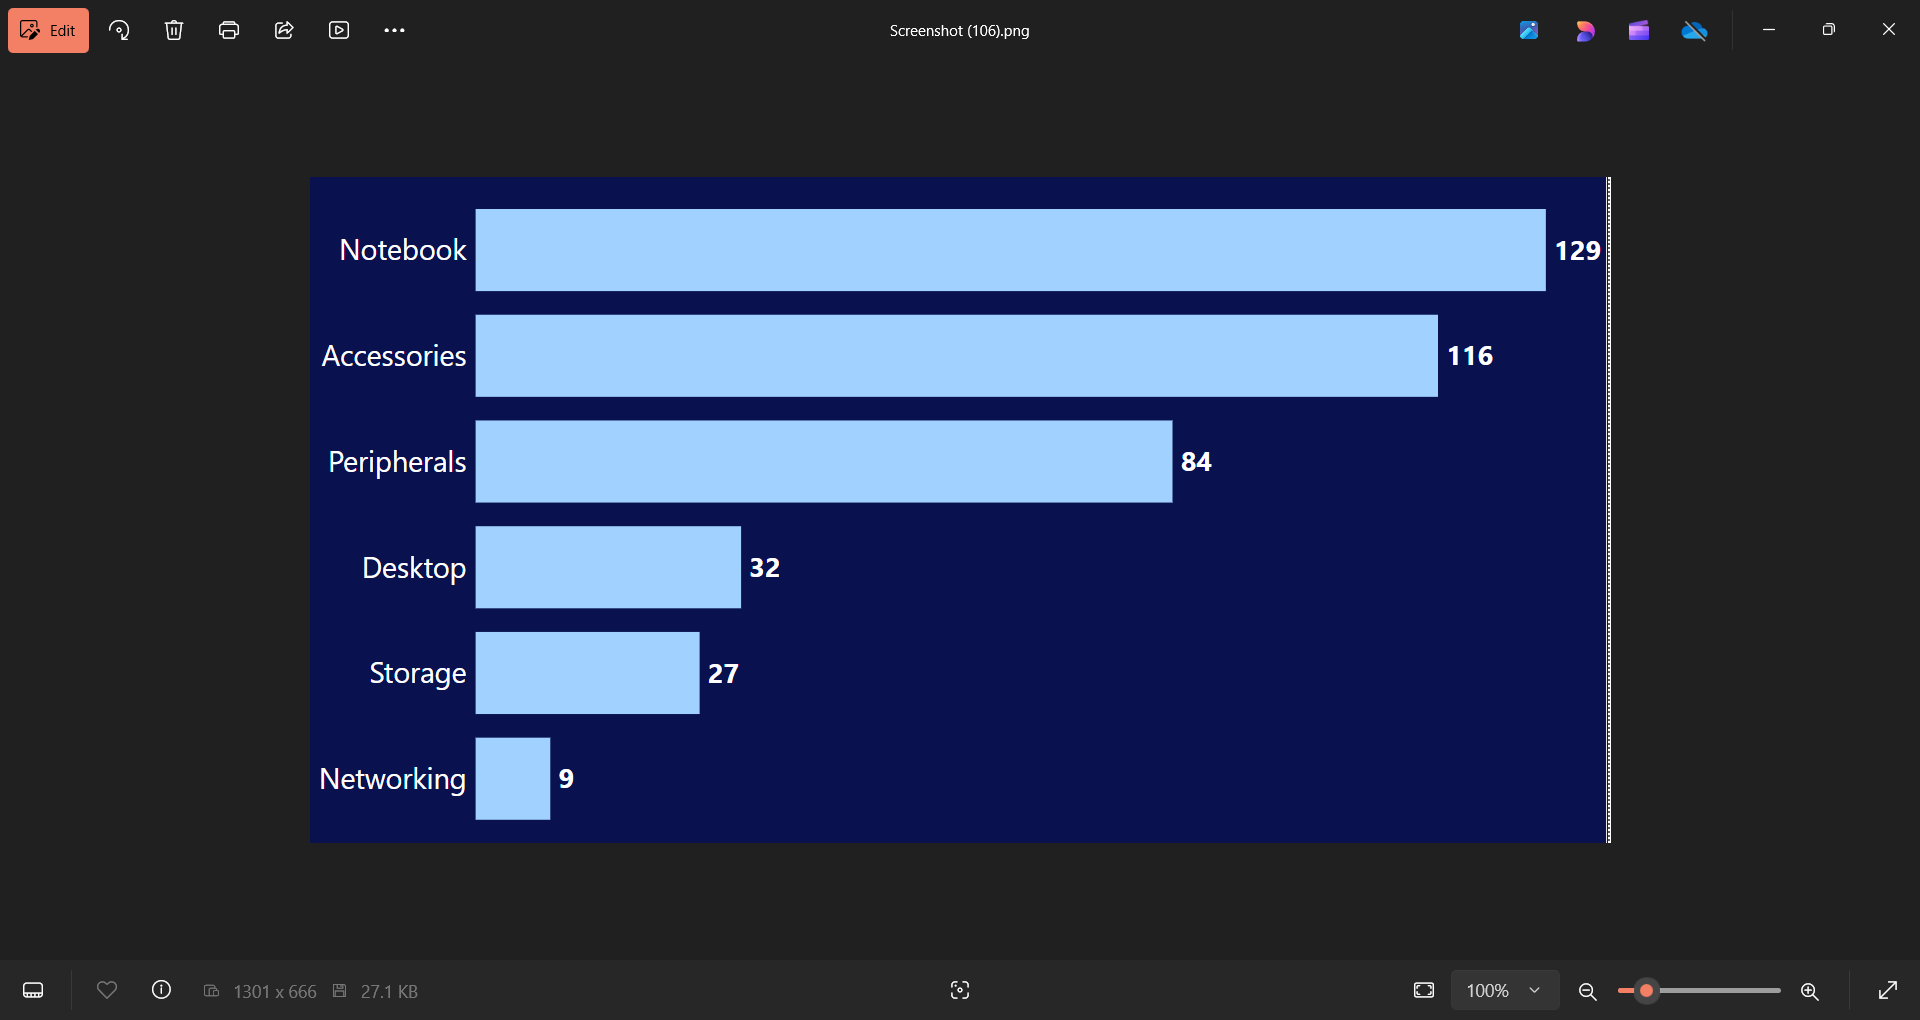 Edit
Screenshot (106).png
Notebook 129
Accessories 116
Peripherals 84
Desktop 32
Storage 27
Networking 9
1301 x 666 27.1 KB 100%